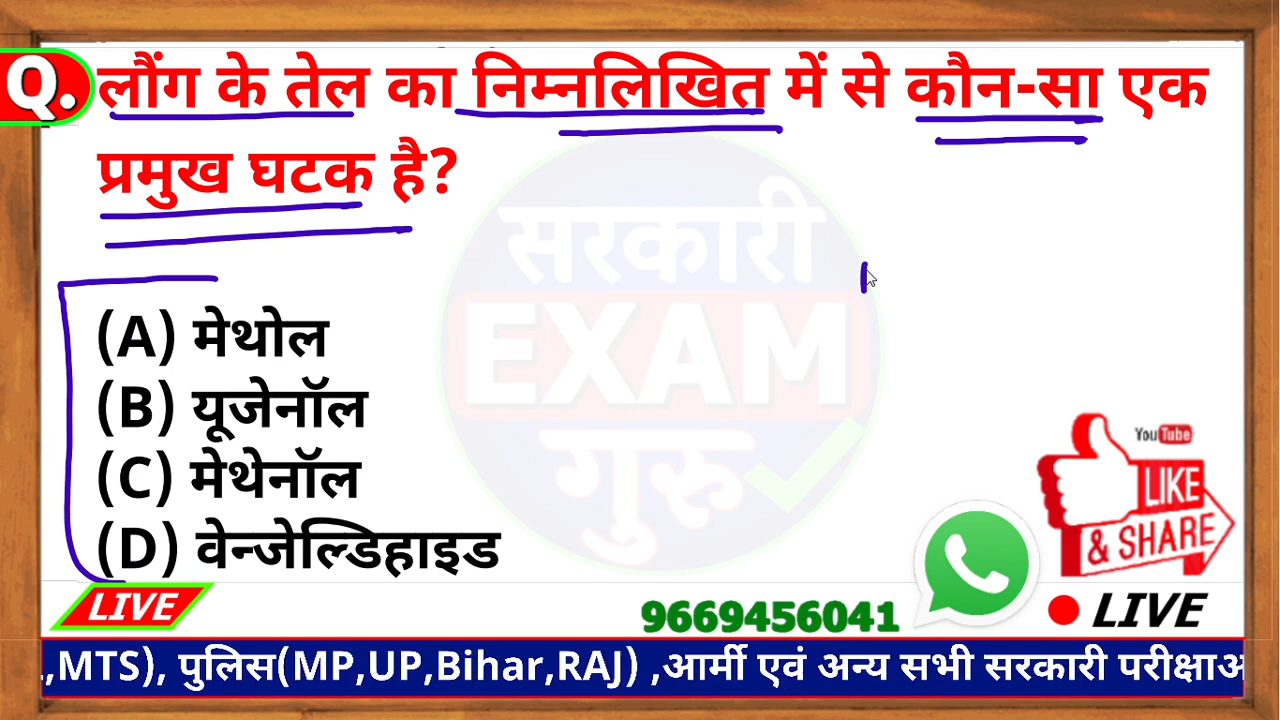 Q. लौंग के तेल का निम्नलिखित में से कौन-सा एक
प्रमुख घटक है?
सरकारी
EXAM
गुरु
(A) मेथोल
(B) यूजेनॉल
(C) मेथेनॉल
(D) वेन्जेल्डिहाइड
YouTube
LIKE
& SHARE
LIVE
9669456041
LIVE
,MTS), पुलिस(MP,UP,Bihar,RAJ) ,आर्मी एवं अन्य सभी सरकारी परीक्षाअ